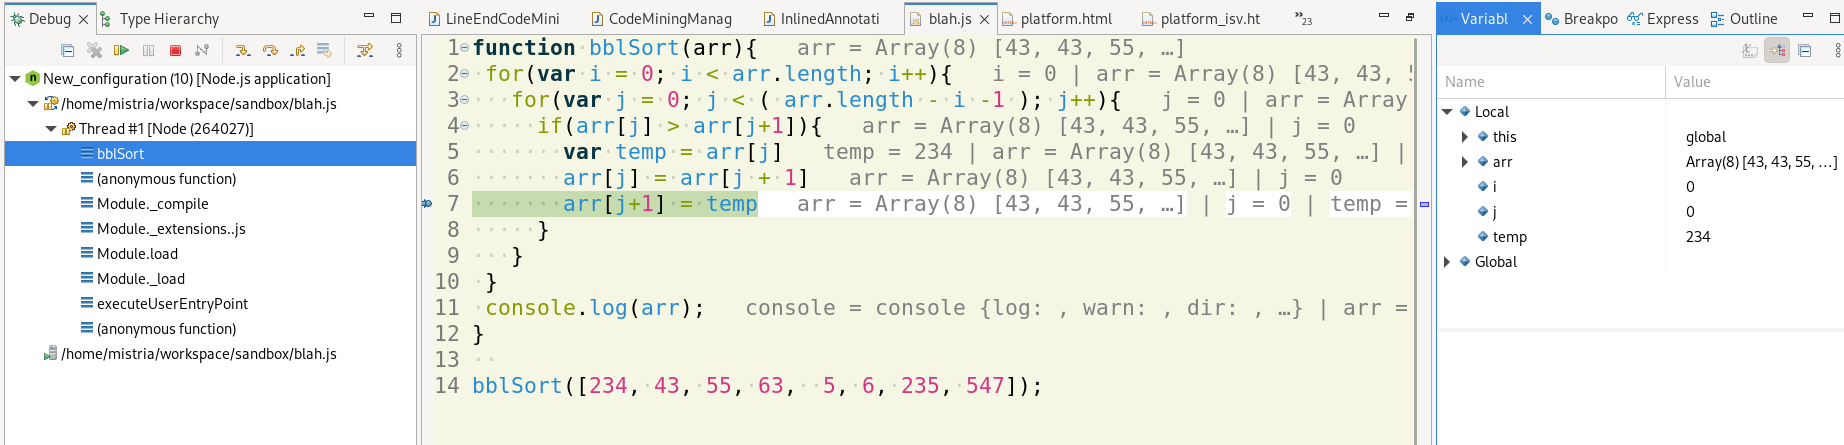 Debug
Type Hierarchy
New_configuration (10) [Node.js application]
/home/mistria/workspace/sandbox/blah.js
Thread #1 [Node (264027)]
bblSort
(anonymous function)
Module._compile
Module._extensions..js
Module.load
Module._load
executeUserEntryPoint
(anonymous function)
/home/mistria/workspace/sandbox/blah.js
LineEndCodeMini
CodeMiningManag
InlinedAnnotati
blah.js
platform.html
platform_isv.ht
»23
1 function bblSort(arr){ arr = Array(8) [43, 43, 55, …]
2 for(var i = 0; i < arr.length; i++){ i = 0 | arr = Array(8) [43, 43, 5
3 for(var j = 0; j < ( arr.length - i -1 ); j++){ j = 0 | arr = Array
4 if(arr[j] > arr[j+1]){ arr = Array(8) [43, 43, 55, …] | j = 0
5 var temp = arr[j] temp = 234 | arr = Array(8) [43, 43, 55, …] |
6 arr[j] = arr[j + 1] arr = Array(8) [43, 43, 55, …] | j = 0
7 arr[j+1] = temp arr = Array(8) [43, 43, 55, …] | j = 0 | temp =
8 }
9 }
10 }
11 console.log(arr); console = console {log: , warn: , dir: , …} | arr =
12 }
13
14 bblSort([234, 43, 55, 63, 5, 6, 235, 547]);
Variabl
Breakpo
Express
Outline
Name Value
Local
this global
arr Array(8) [43, 43, 55, …]
i 0
j 0
temp 234
Global